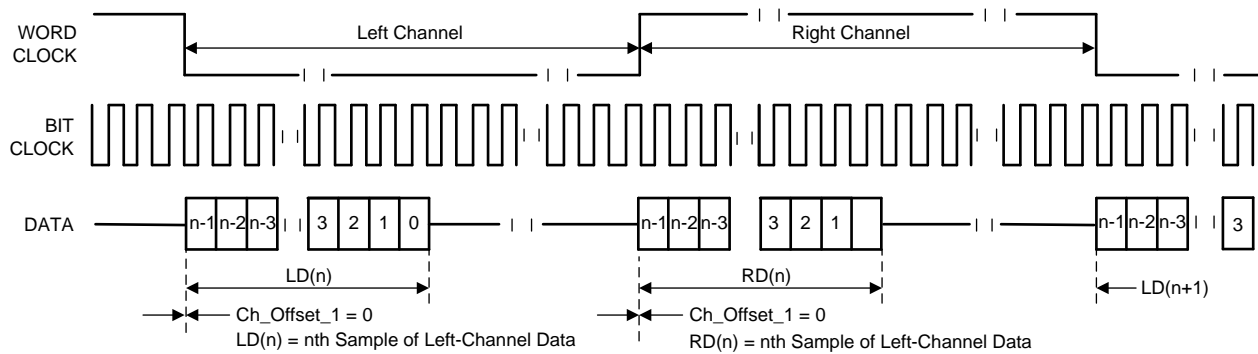 WORD
CLOCK
Left Channel
Right Channel
BIT
CLOCK
DATA
n-1 n-2 n-3 3 2 1 0
n-1 n-2 n-3 3 2 1
n-1 n-2 n-3 3
LD(n)
RD(n)
LD(n+1)
Ch_Offset_1 = 0
LD(n) = nth Sample of Left-Channel Data
Ch_Offset_1 = 0
RD(n) = nth Sample of Left-Channel Data